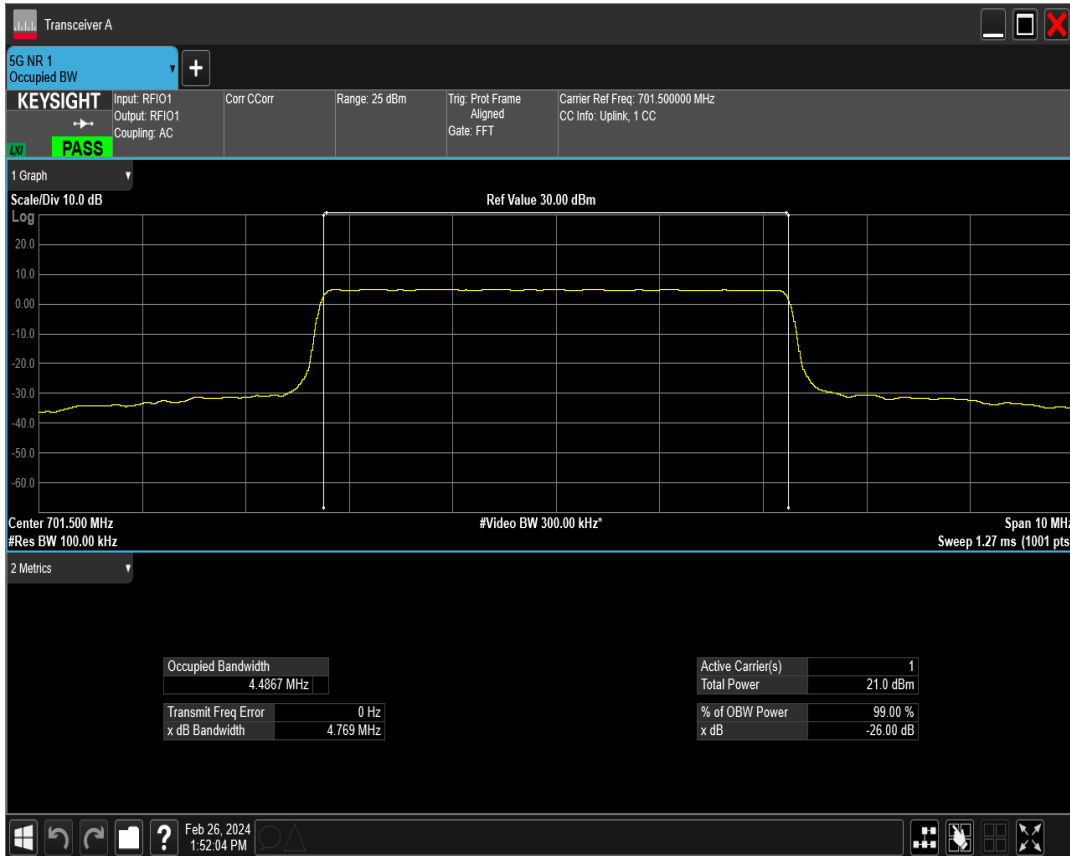 Transceiver A
5G NR 1
Occupied BW
+
KEYSIGHT
LXI
PASS
Input: RFIO1
Output: RFIO1
Coupling: AC
Corr CCorr
Range: 25 dBm
Trig: Prot Frame
Aligned
Gate: FFT
Carrier Ref Freq: 701.500000 MHz
CC Info: Uplink, 1 CC
1 Graph
Scale/Div 10.0 dB
Ref Value 30.00 dBm
Log
20.0
10.0
0.00
-10.0
-20.0
-30.0
-40.0
-50.0
-60.0
Center 701.500 MHz
#Video BW 300.00 kHz*
Span 10 MHz
#Res BW 100.00 kHz
Sweep 1.27 ms (1001 pts
2 Metrics
Occupied Bandwidth
4.4867 MHz
Transmit Freq Error 0 Hz
x dB Bandwidth 4.769 MHz
Active Carrier(s) 1
Total Power 21.0 dBm
% of OBW Power 99.00 %
x dB -26.00 dB
?
Feb 26, 2024
1:52:04 PM